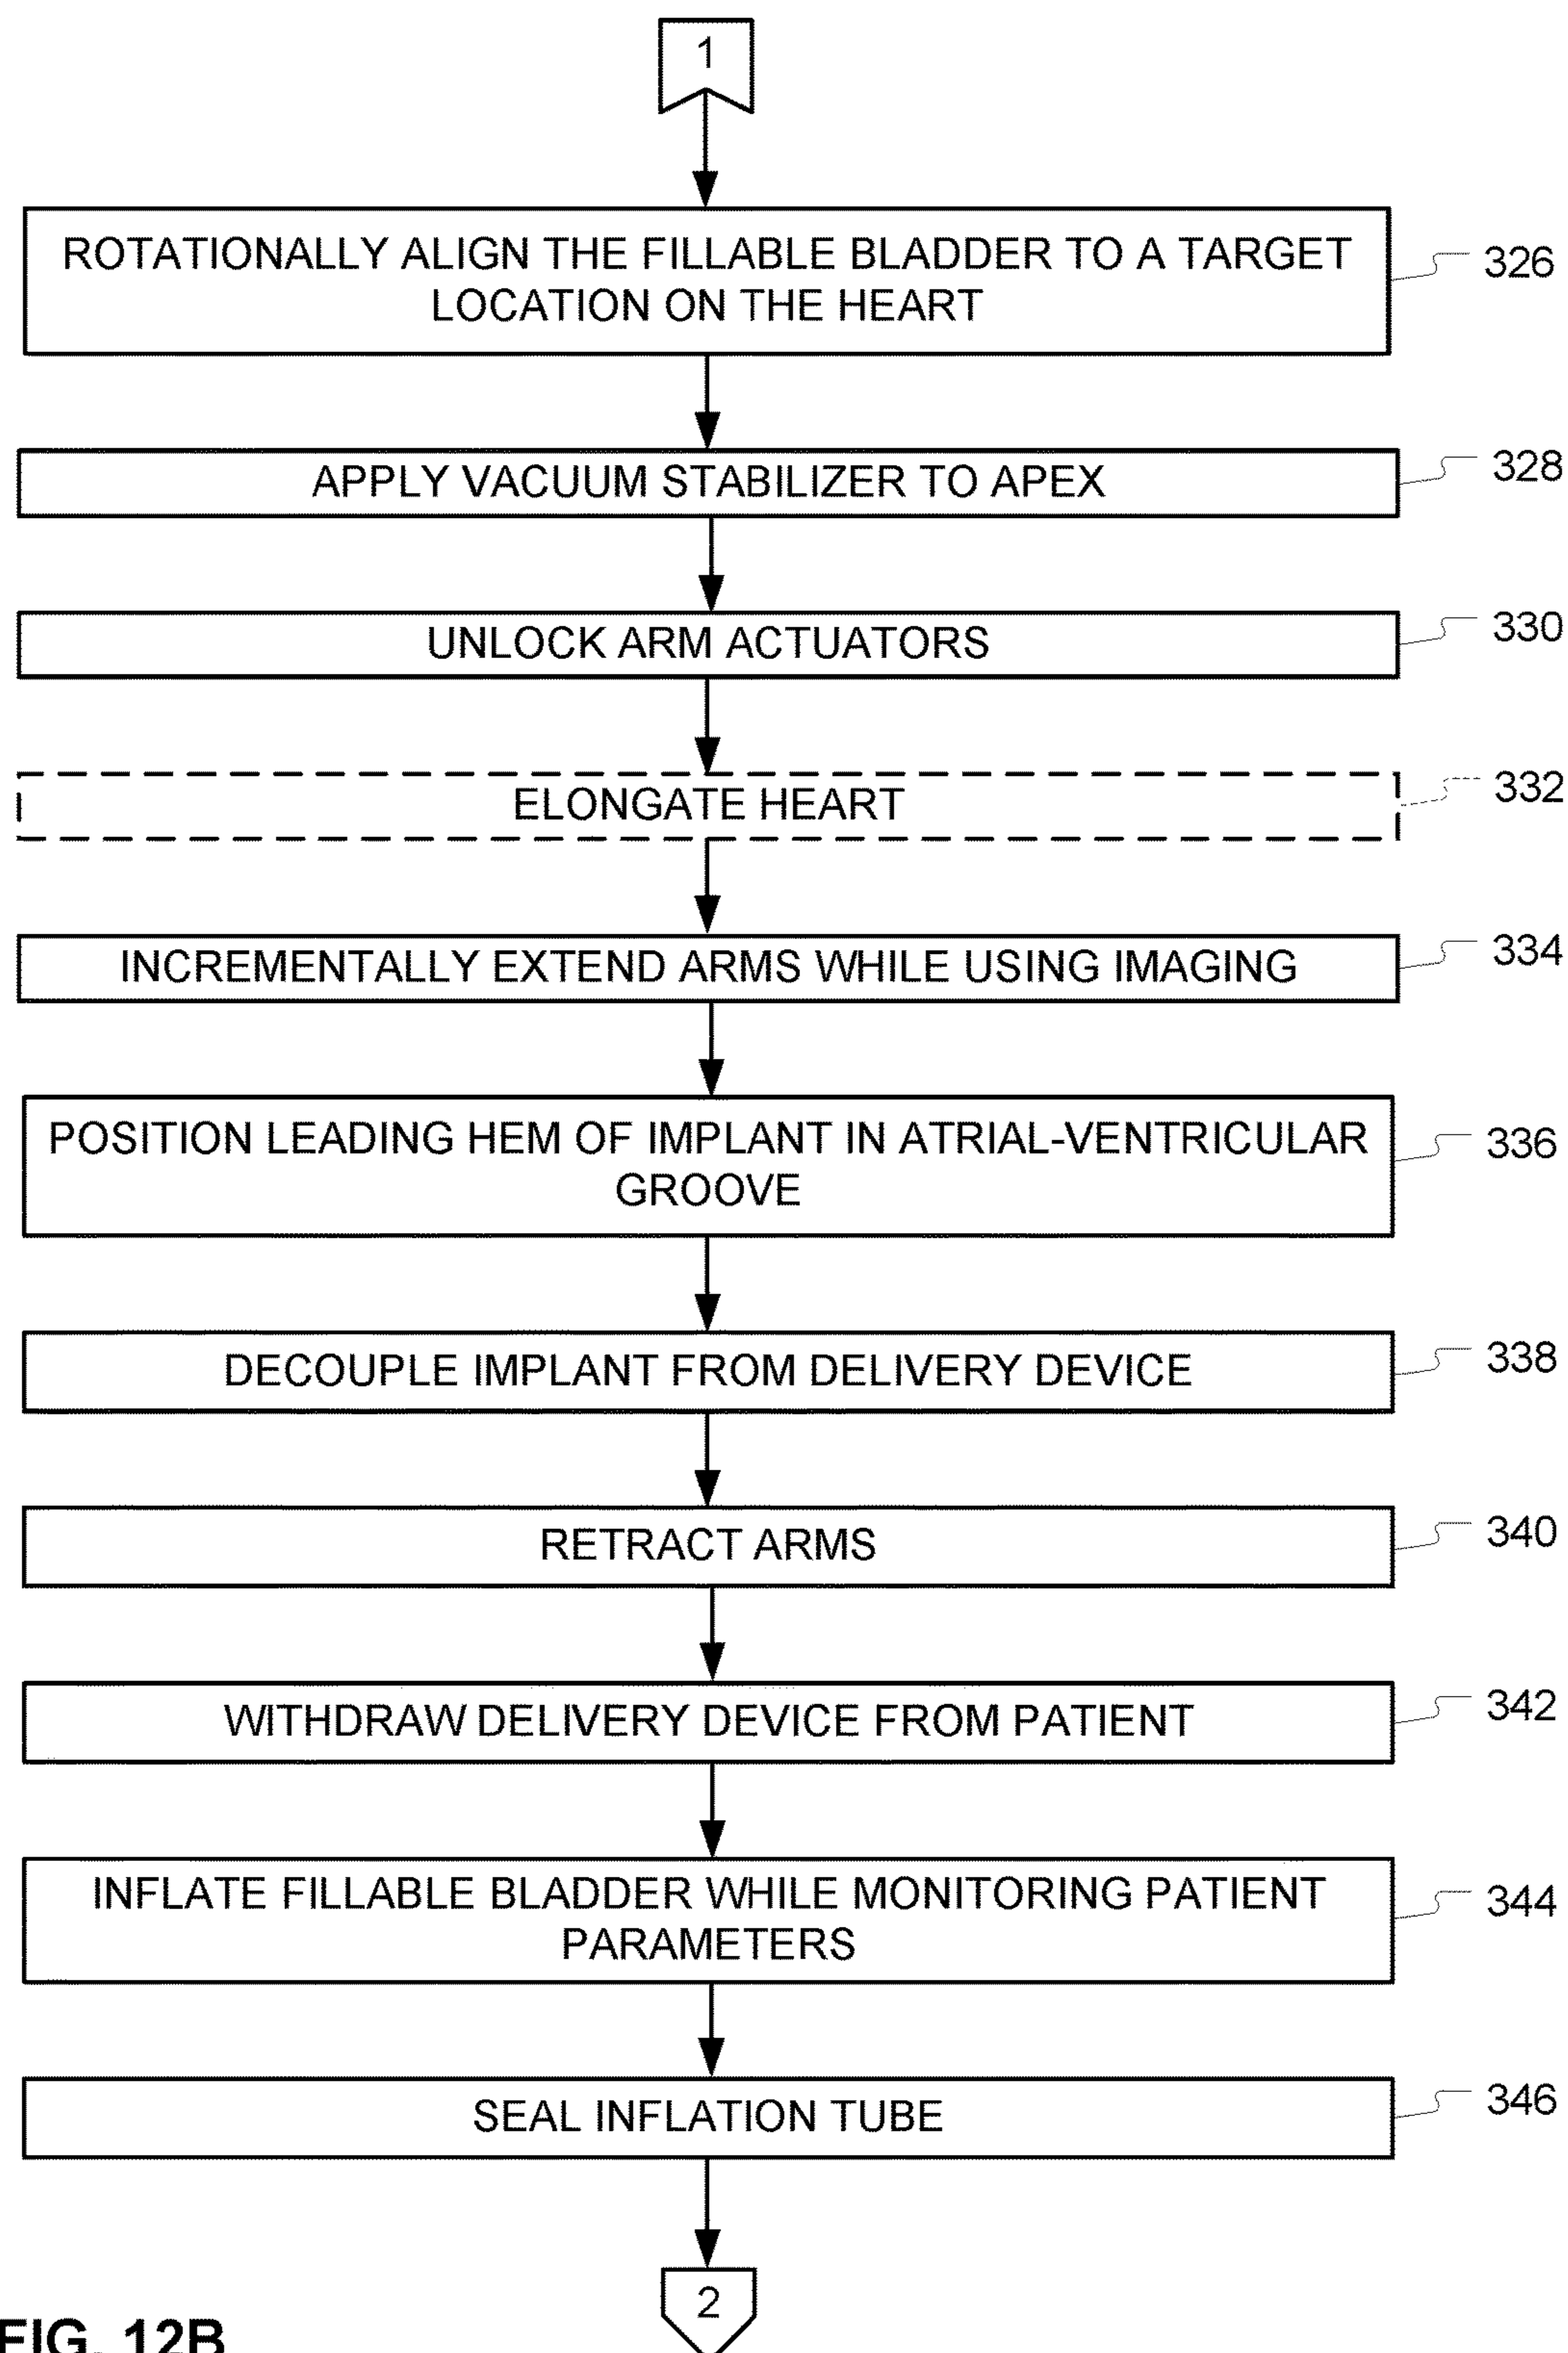 1
ROTATIONALLY ALIGN THE FILLABLE BLADDER TO A TARGET
LOCATION ON THE HEART
326
APPLY VACUUM STABILIZER TO APEX
328
UNLOCK ARM ACTUATORS
330
ELONGATE HEART
332
INCREMENTALLY EXTEND ARMS WHILE USING IMAGING
334
POSITION LEADING HEM OF IMPLANT IN ATRIAL-VENTRICULAR
GROOVE
336
DECOUPLE IMPLANT FROM DELIVERY DEVICE
338
RETRACT ARMS
340
WITHDRAW DELIVERY DEVICE FROM PATIENT
342
INFLATE FILLABLE BLADDER WHILE MONITORING PATIENT
PARAMETERS
344
SEAL INFLATION TUBE
346
2
FIG. 12B